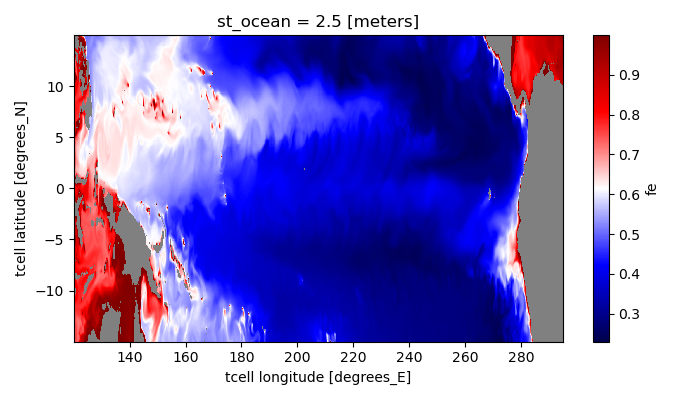 st_ocean = 2.5 [meters]
tcell latitude [degrees_N]
10
5
0
−5
−10
140 160 180 200 220 240 260 280
tcell longitude [degrees_E]
0.9
0.8
0.7
0.6
0.5
0.4
0.3
fe